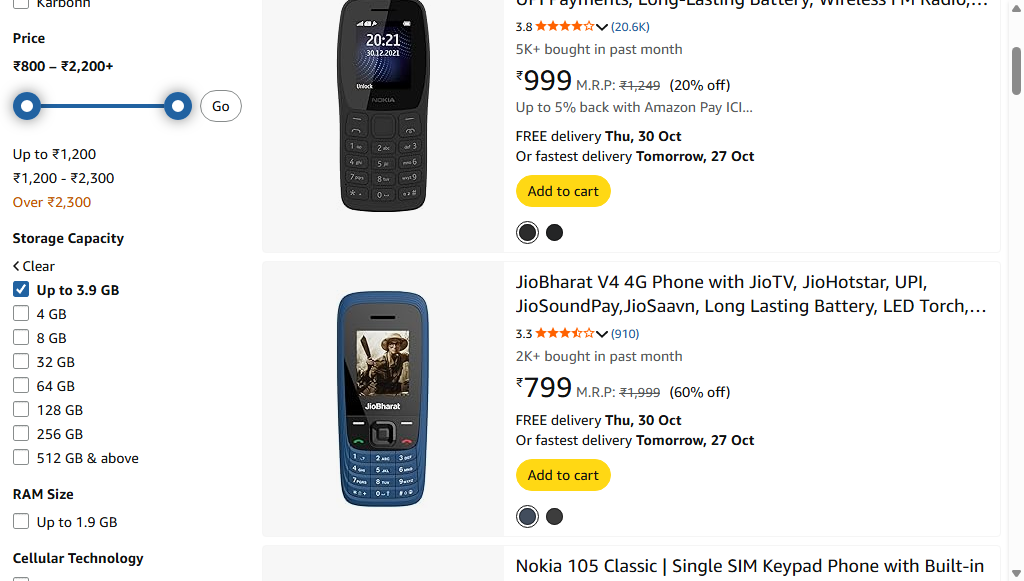 Karbonn
Price
₹800 – ₹2,200+
Go
Up to ₹1,200
₹1,200 - ₹2,300
Over ₹2,300
Storage Capacity
Clear
Up to 3.9 GB
4 GB
8 GB
32 GB
64 GB
128 GB
256 GB
512 GB & above
RAM Size
Up to 1.9 GB
Cellular Technology
20:21
30.12.2021
Unlock
NOKIA
UPI Payments, Long-Lasting Battery, Wireless FM Radio,...
3.8 (20.6K)
5K+ bought in past month
₹999 M.R.P: ₹1,249 (20% off)
Up to 5% back with Amazon Pay ICI...
FREE delivery Thu, 30 Oct
Or fastest delivery Tomorrow, 27 Oct
Add to cart
JioBharat
JioBharat V4 4G Phone with JioTV, JioHotstar, UPI,
JioSoundPay,JioSaavn, Long Lasting Battery, LED Torch,...
3.3 (910)
2K+ bought in past month
₹799 M.R.P: ₹1,999 (60% off)
FREE delivery Thu, 30 Oct
Or fastest delivery Tomorrow, 27 Oct
Add to cart
Nokia 105 Classic | Single SIM Keypad Phone with Built-in